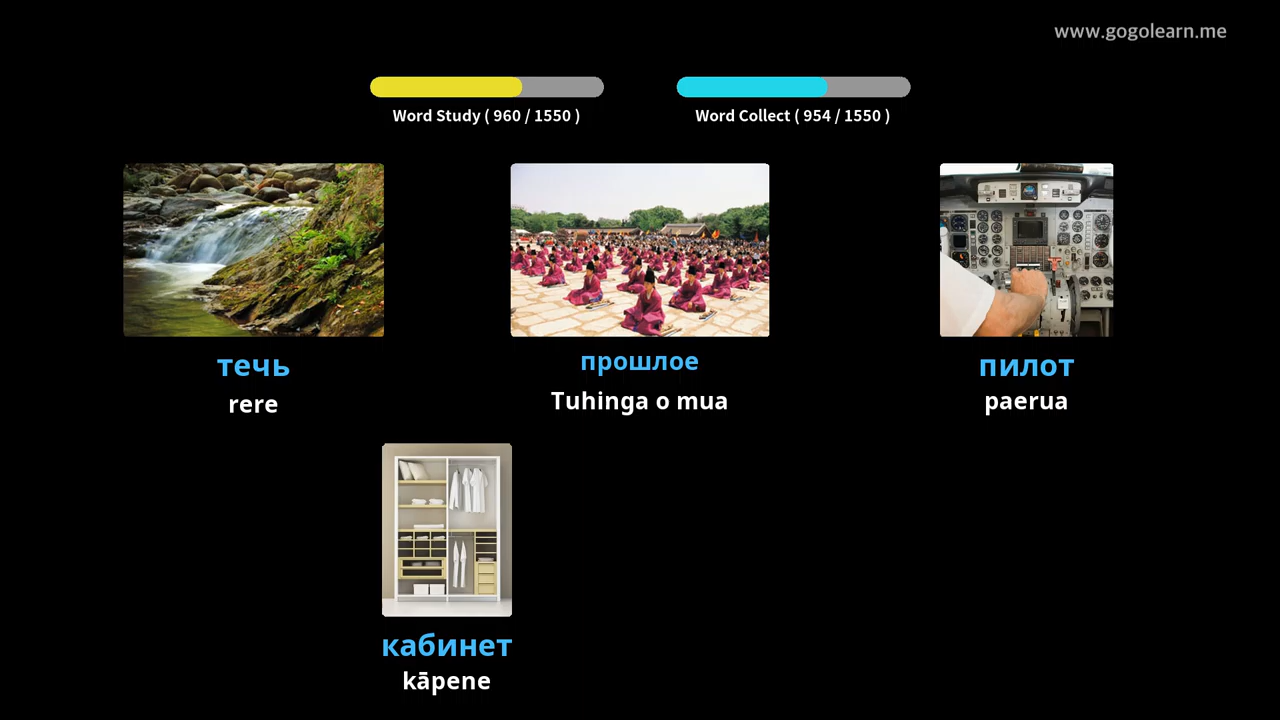 www.gogolearn.me
Word Study ( 960 / 1550 )
Word Collect ( 954 / 1550 )
течь
rere
прошлое
Tuhinga o mua
пилот
paerua
кабинет
kāpene